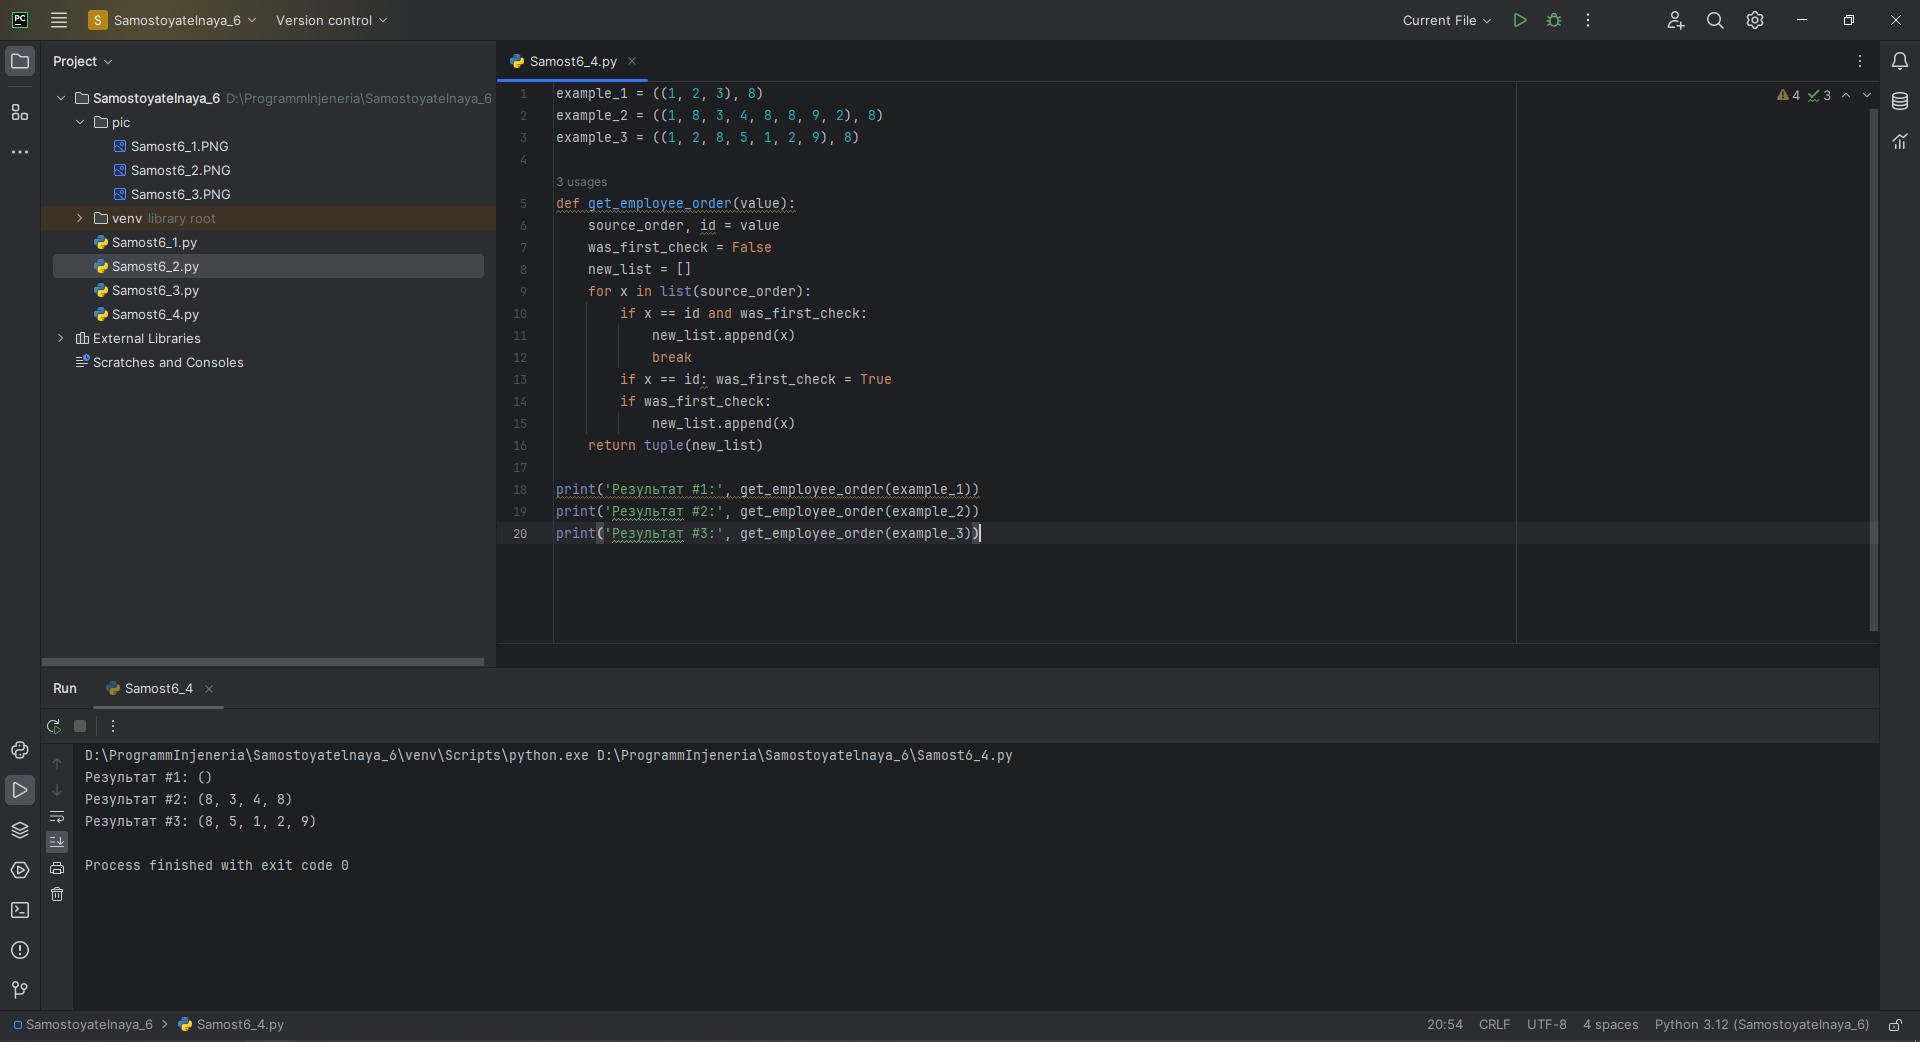 PC
S Samostoyatelnaya_6 Version control Current File
Project
Samostoyatelnaya_6 D:\ProgrammInjeneria\Samostoyatelnaya_6
pic
Samost6_1.PNG
Samost6_2.PNG
Samost6_3.PNG
venv library root
Samost6_1.py
Samost6_2.py
Samost6_3.py
Samost6_4.py
External Libraries
Scratches and Consoles
Samost6_4.py
4 3
1 example_1 = ((1, 2, 3), 8)
2 example_2 = ((1, 8, 3, 4, 8, 8, 9, 2), 8)
3 example_3 = ((1, 2, 8, 5, 1, 2, 9), 8)
4
3 usages
5 def get_employee_order(value):
6     source_order, id = value
7     was_first_check = False
8     new_list = []
9     for x in list(source_order):
10         if x == id and was_first_check:
11             new_list.append(x)
12             break
13         if x == id: was_first_check = True
14         if was_first_check:
15             new_list.append(x)
16     return tuple(new_list)
17
18 print('Результат #1:', get_employee_order(example_1))
19 print('Результат #2:', get_employee_order(example_2))
20 print('Результат #3:', get_employee_order(example_3))
Run Samost6_4
D:\ProgrammInjeneria\Samostoyatelnaya_6\venv\Scripts\python.exe D:\ProgrammInjeneria\Samostoyatelnaya_6\Samost6_4.py
Результат #1: ()
Результат #2: (8, 3, 4, 8)
Результат #3: (8, 5, 1, 2, 9)
Process finished with exit code 0
Samostoyatelnaya_6 Samost6_4.py 20:54 CRLF UTF-8 4 spaces Python 3.12 (Samostoyatelnaya_6)